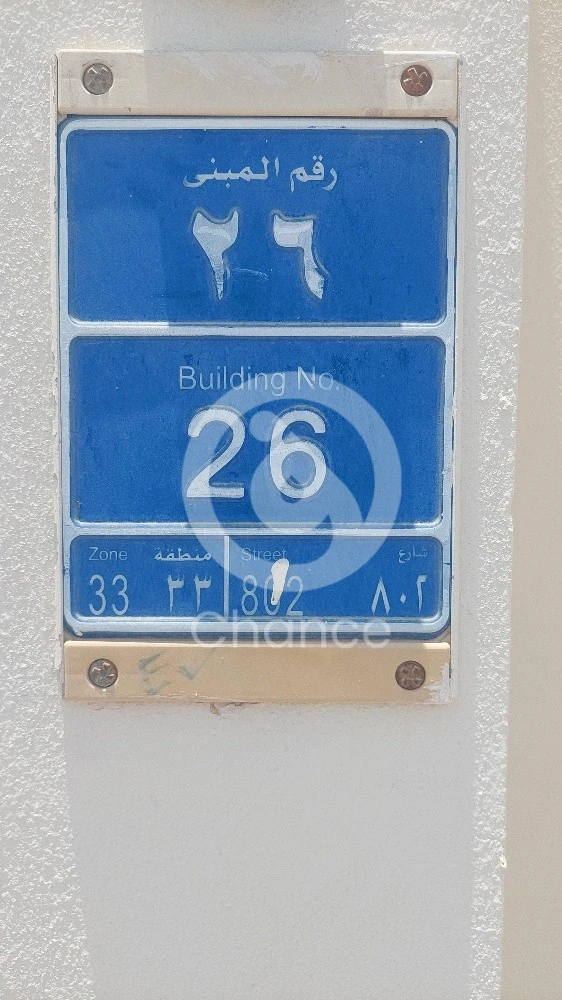 رقم المبنى
٢٦
Building No.
26
Zone منطقة Street شارع
33 ٣٣ 802 ٨٠٢
Chance